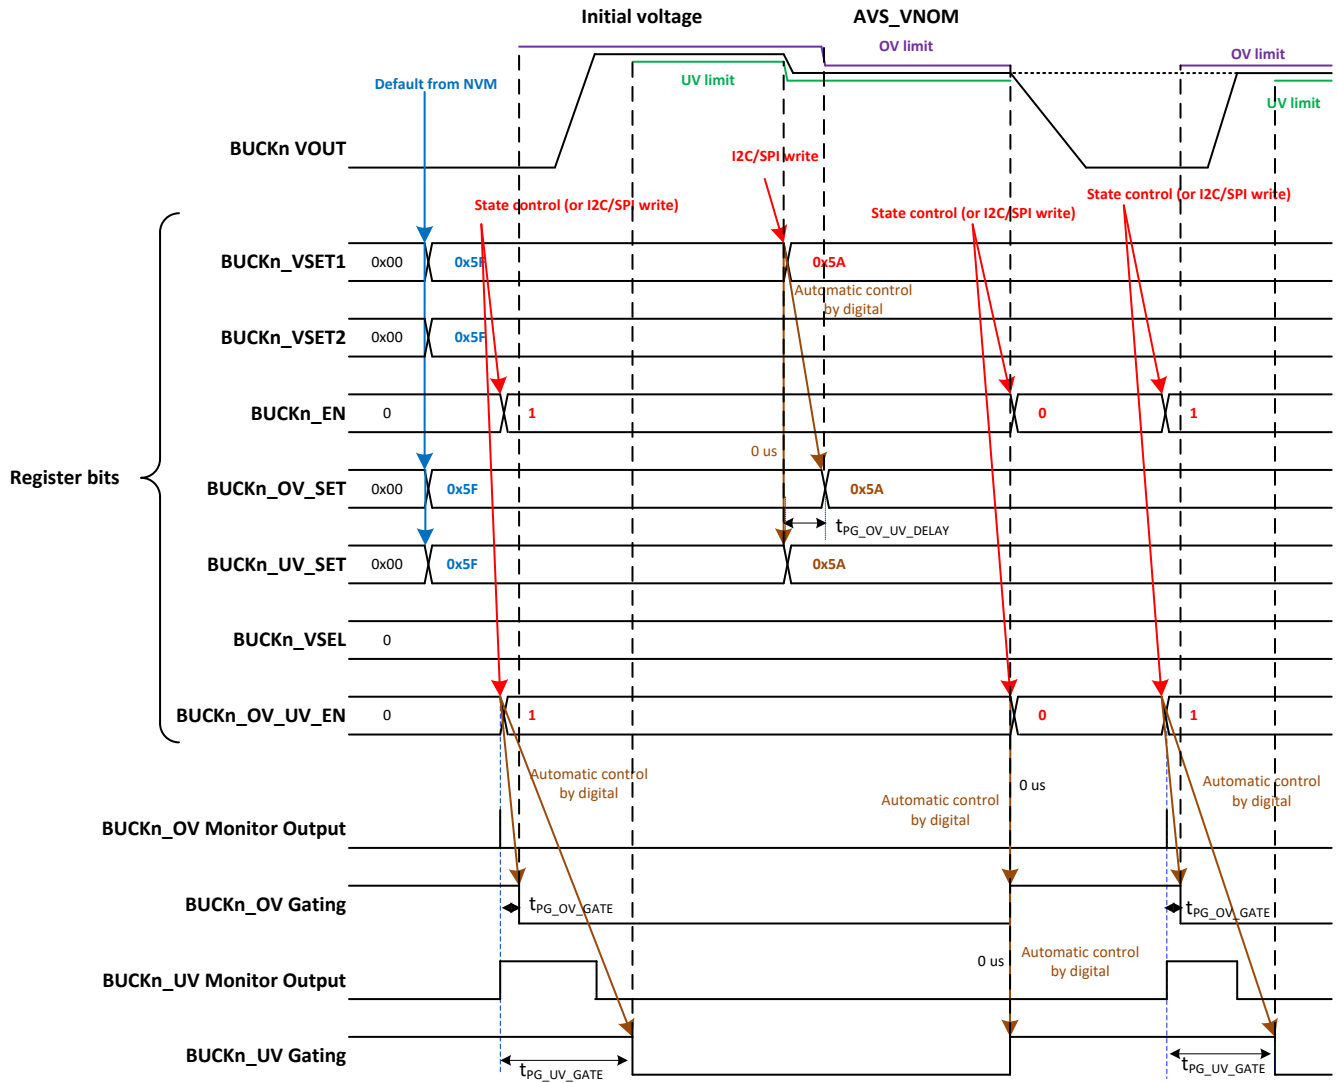 Initial voltage
AVS_VNOM
OV limit
OV limit
UV limit
Default from NVM
UV limit
BUCKn VOUT
I2C/SPI write
State control (or I2C/SPI write)
State control (or I2C/SPI write)
State control (or I2C/SPI write)
BUCKn_VSET1
0x00
0x5F
0x5A
Automatic control
by digital
BUCKn_VSET2
0x00
0x5F
BUCKn_EN
0
1
0
1
0 us
Register bits
BUCKn_OV_SET
0x00
0x5F
0x5A
tPG_OV_UV_DELAY
BUCKn_UV_SET
0x00
0x5F
0x5A
BUCKn_VSEL
0
BUCKn_OV_UV_EN
0
1
0
1
Automatic control
by digital
0 us
Automatic control
by digital
Automatic control
by digital
BUCKn_OV Monitor Output
BUCKn_OV Gating
tPG_OV_GATE
tPG_OV_GATE
0 us
Automatic control
by digital
BUCKn_UV Monitor Output
BUCKn_UV Gating
tPG_UV_GATE
tPG_UV_GATE